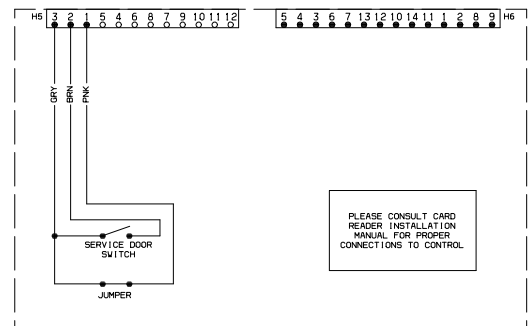 H5 3 2 1 5 4 6 8 7 9 10 11 12
5 4 3 6 7 13 12 10 14 11 1 2 8 9 H6
GRY
BRN
PNK
SERVICE DOOR
SWITCH
JUMPER
PLEASE CONSULT CARD
READER INSTALLATION
MANUAL FOR PROPER
CONNECTIONS TO CONTROL